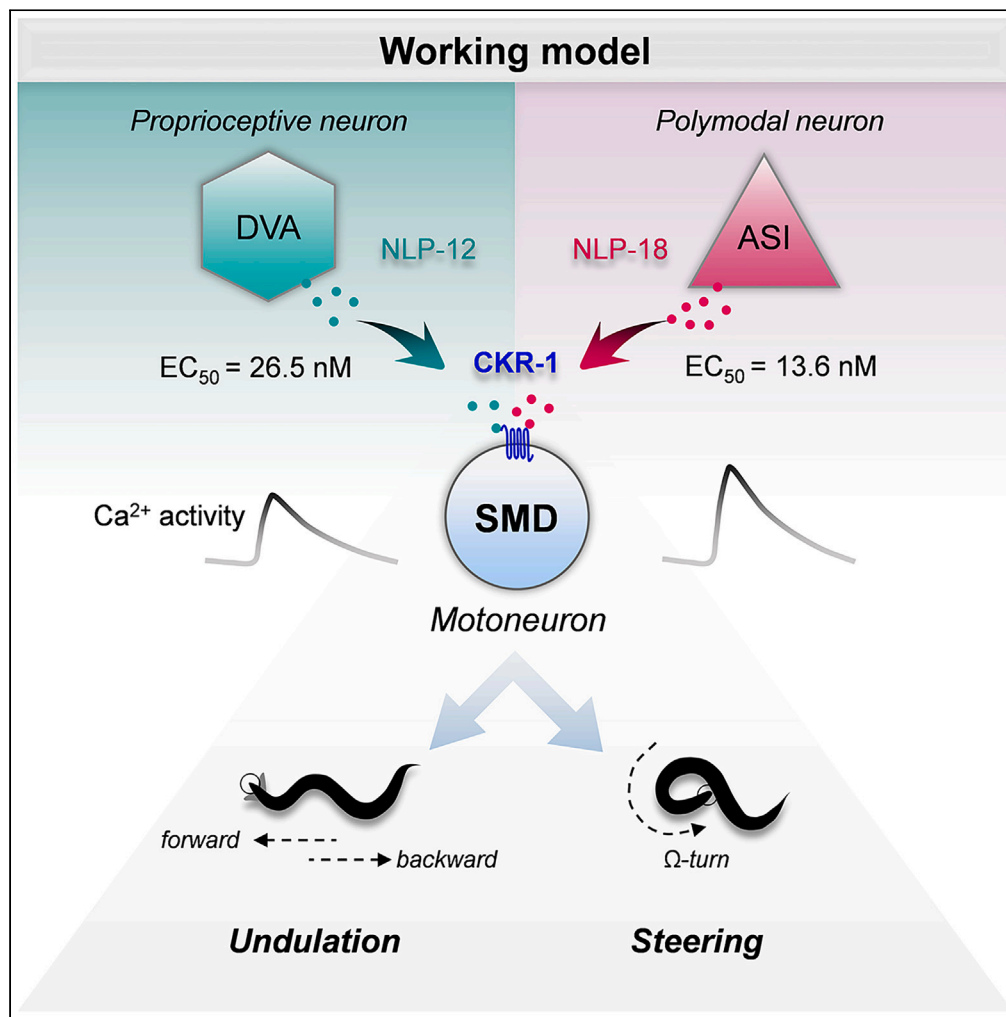 Working model
Proprioceptive neuron
Polymodal neuron
DVA
NLP-12
NLP-18
ASI
EC₅₀ = 26.5 nM
CKR-1
EC₅₀ = 13.6 nM
Ca²⁺ activity
SMD
Motoneuron
forward
backward
Ω-turn
Undulation
Steering